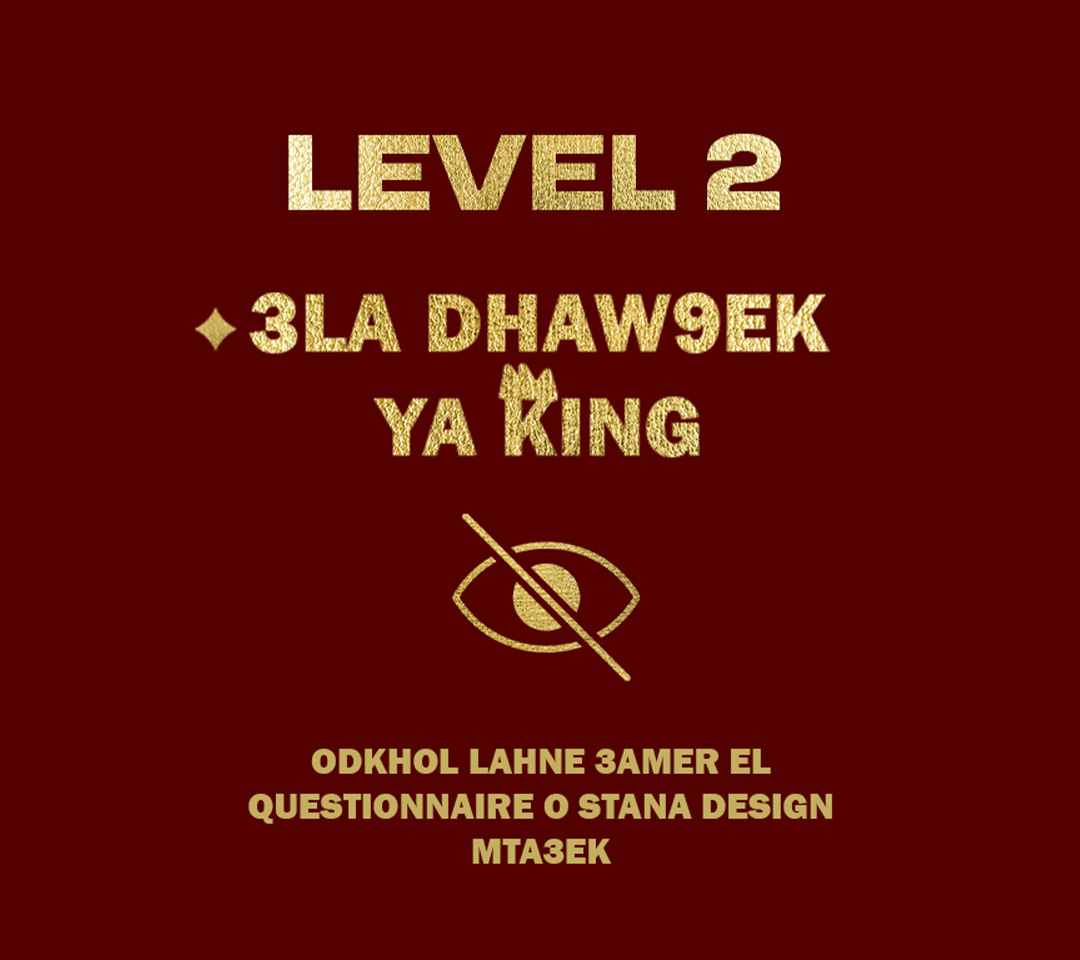 LEVEL 2
3LA DHAW9EK
YA KING
ODKHOL LAHNE 3AMER EL
QUESTIONNAIRE O STANA DESIGN
MTA3EK